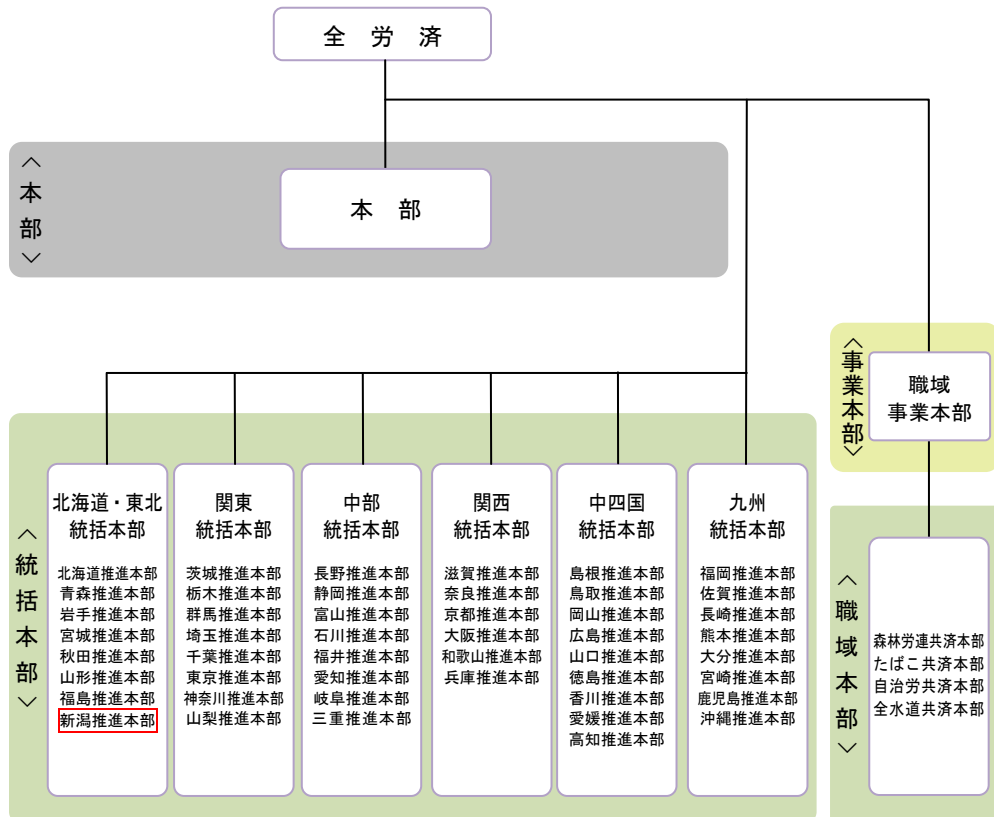 全 労 済
〈本部〉
本 部
〈事業本部〉
職域
事業本部
〈統括本部〉
北海道・東北
統括本部
北海道推進本部
青森推進本部
岩手推進本部
宮城推進本部
秋田推進本部
山形推進本部
福島推進本部
新潟推進本部
関東
統括本部
茨城推進本部
栃木推進本部
群馬推進本部
埼玉推進本部
千葉推進本部
東京推進本部
神奈川推進本部
山梨推進本部
中部
統括本部
長野推進本部
静岡推進本部
富山推進本部
石川推進本部
福井推進本部
愛知推進本部
岐阜推進本部
三重推進本部
関西
統括本部
滋賀推進本部
奈良推進本部
京都推進本部
大阪推進本部
和歌山推進本部
兵庫推進本部
中四国
統括本部
島根推進本部
鳥取推進本部
岡山推進本部
広島推進本部
山口推進本部
徳島推進本部
香川推進本部
愛媛推進本部
高知推進本部
九州
統括本部
福岡推進本部
佐賀推進本部
長崎推進本部
熊本推進本部
大分推進本部
宮崎推進本部
鹿児島推進本部
沖縄推進本部
〈職域本部〉
森林労連共済本部
たばこ共済本部
自治労共済本部
全水道共済本部